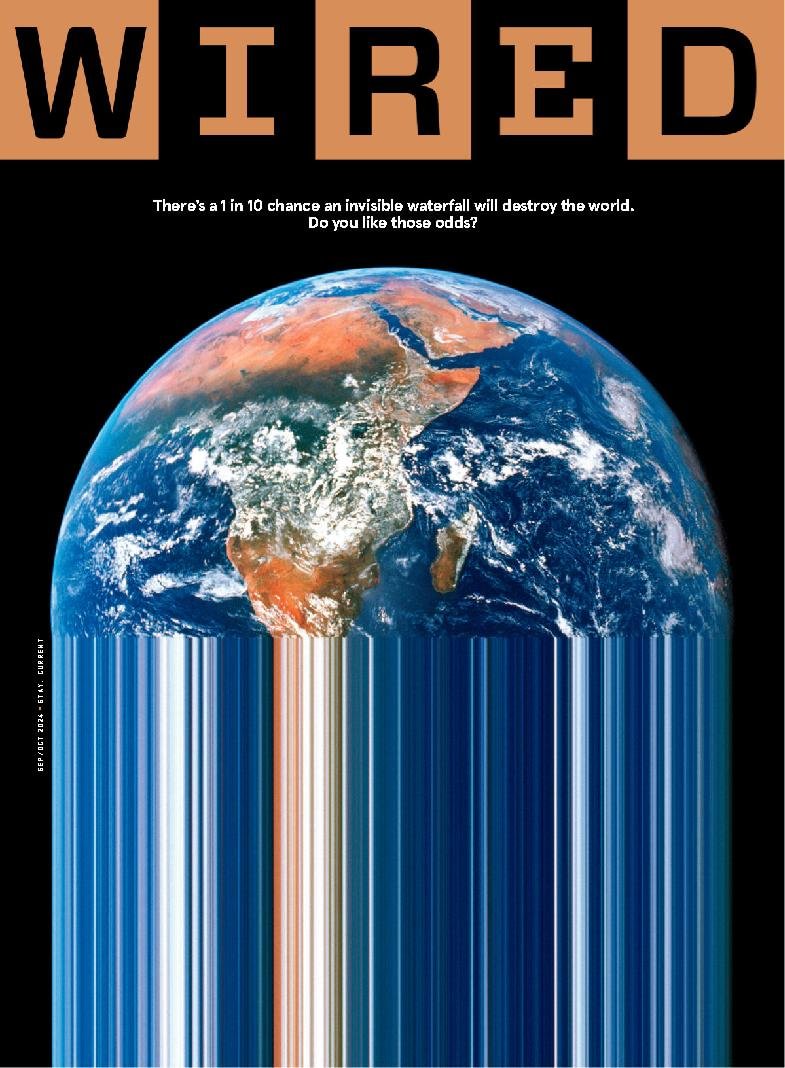 WIRED
There's a 1 in 10 chance an invisible waterfall will destroy the world.
Do you like those odds?
SEP/OCT 2024 • STAY, CURRENT